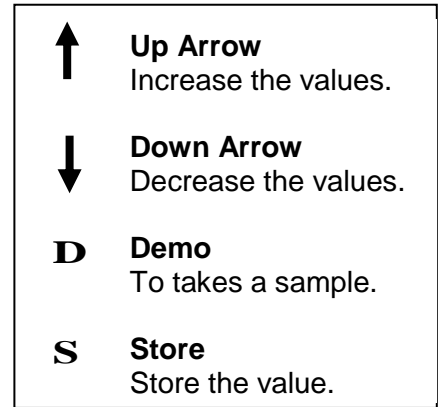 Up Arrow
Increase the values.
Down Arrow
Decrease the values.
D Demo
To takes a sample.
S Store
Store the value.